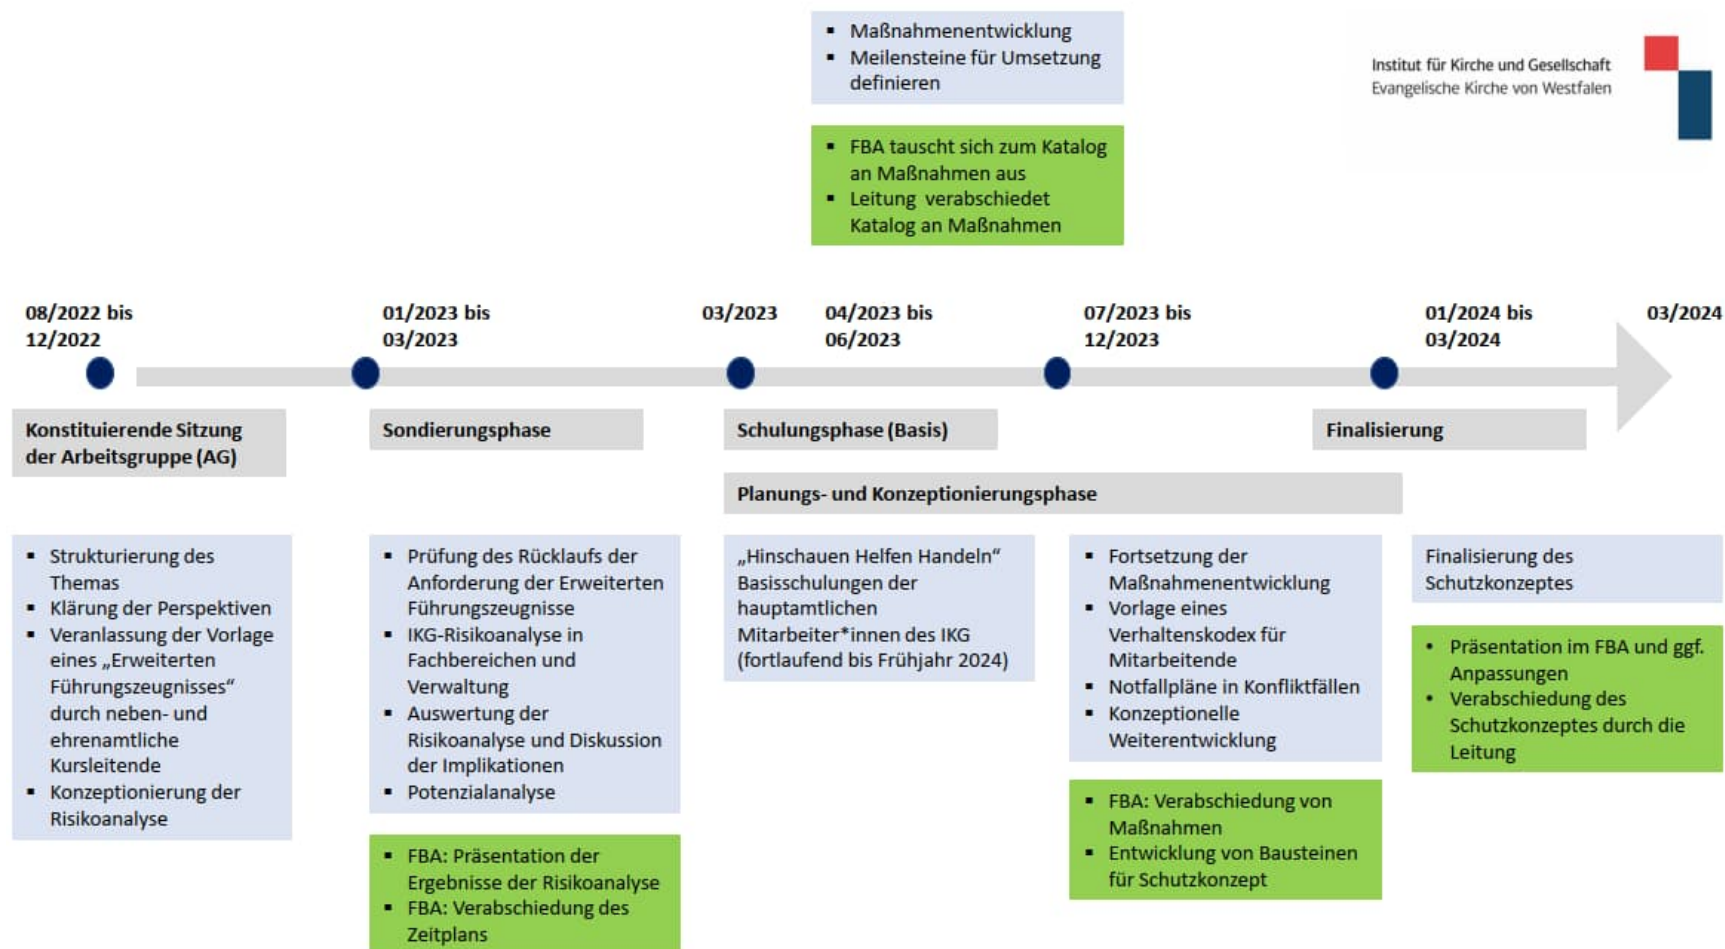 ▪ Maßnahmenentwicklung
▪ Meilensteine für Umsetzung
definieren
Institut für Kirche und Gesellschaft
Evangelische Kirche von Westfalen
▪ FBA tauscht sich zum Katalog
an Maßnahmen aus
▪ Leitung verabschiedet
Katalog an Maßnahmen
08/2022 bis
12/2022
01/2023 bis
03/2023
03/2023
04/2023 bis
06/2023
07/2023 bis
12/2023
01/2024 bis
03/2024
03/2024
Konstituierende Sitzung
der Arbeitsgruppe (AG)
Sondierungsphase
Schulungsphase (Basis)
Finalisierung
Planungs- und Konzeptionierungsphase
▪ Strukturierung des
Themas
▪ Klärung der Perspektiven
▪ Veranlassung der Vorlage
eines „Erweiterten
Führungszeugnisses“
durch neben- und
ehrenamtliche
Kursleitende
▪ Konzeptionierung der
Risikoanalyse
▪ Prüfung des Rücklaufs der
Anforderung der Erweiterten
Führungszeugnisse
▪ IKG-Risikoanalyse in
Fachbereichen und
Verwaltung
▪ Auswertung der
Risikoanalyse und Diskussion
der Implikationen
▪ Potenzialanalyse
▪ FBA: Präsentation der
Ergebnisse der Risikoanalyse
▪ FBA: Verabschiedung des
Zeitplans
„Hinschauen Helfen Handeln“
Basisschulungen der
hauptamtlichen
Mitarbeiter*innen des IKG
(fortlaufend bis Frühjahr 2024)
▪ Fortsetzung der
Maßnahmenentwicklung
▪ Vorlage eines
Verhaltenskodex für
Mitarbeitende
▪ Notfallpläne in Konfliktfällen
▪ Konzeptionelle
Weiterentwicklung
▪ FBA: Verabschiedung von
Maßnahmen
▪ Entwicklung von Bausteinen
für Schutzkonzept
Finalisierung des
Schutzkonzeptes
• Präsentation im FBA und ggf.
Anpassungen
• Verabschiedung des
Schutzkonzeptes durch die
Leitung